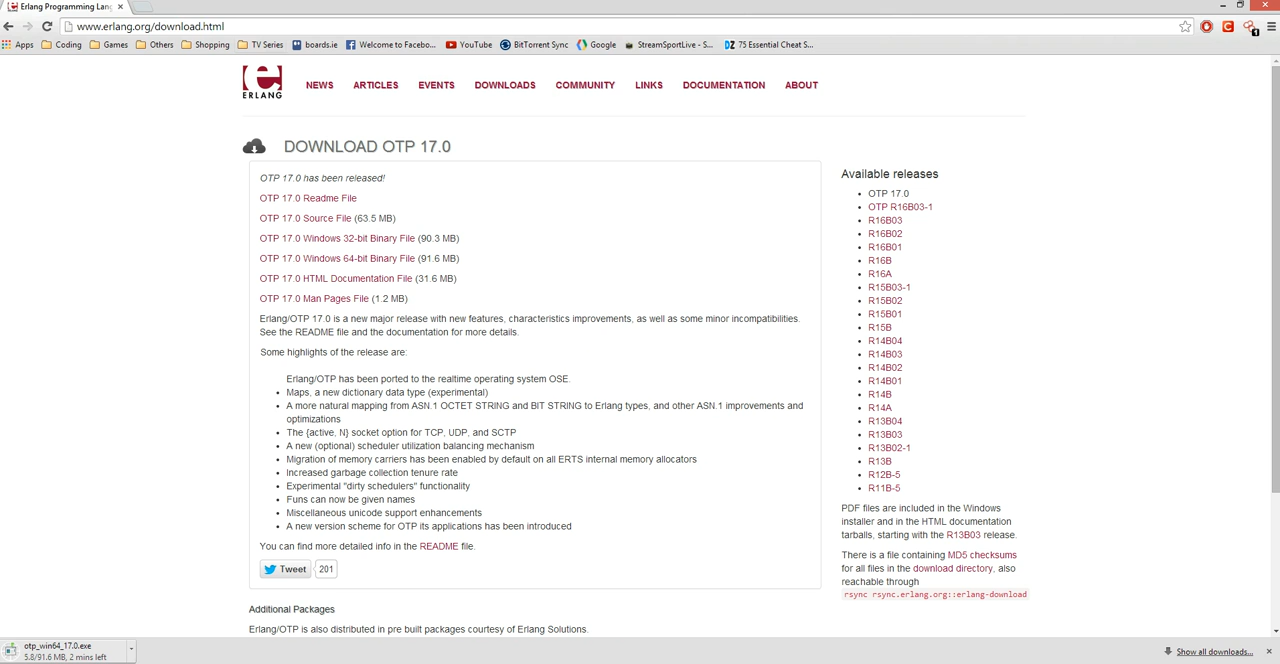 Erlang Programming Lang
www.erlang.org/download.html
Apps Coding Games Others Shopping TV Series boards.ie Welcome to Facebo... YouTube BitTorrent Sync Google StreamSportLive - S... 75 Essential Cheat S...
ERLANG
NEWS ARTICLES EVENTS DOWNLOADS COMMUNITY LINKS DOCUMENTATION ABOUT
DOWNLOAD OTP 17.0
OTP 17.0 has been released!
OTP 17.0 Readme File
OTP 17.0 Source File (63.5 MB)
OTP 17.0 Windows 32-bit Binary File (90.3 MB)
OTP 17.0 Windows 64-bit Binary File (91.6 MB)
OTP 17.0 HTML Documentation File (31.6 MB)
OTP 17.0 Man Pages File (1.2 MB)
Erlang/OTP 17.0 is a new major release with new features, characteristics improvements, as well as some minor incompatibilities.
See the README file and the documentation for more details.
Some highlights of the release are:
Erlang/OTP has been ported to the realtime operating system OSE.
• Maps, a new dictionary data type (experimental)
• A more natural mapping from ASN.1 OCTET STRING and BIT STRING to Erlang types, and other ASN.1 improvements and
optimizations
• The {active, N} socket option for TCP, UDP, and SCTP
• A new (optional) scheduler utilization balancing mechanism
• Migration of memory carriers has been enabled by default on all ERTS internal memory allocators
• Increased garbage collection tenure rate
• Experimental "dirty schedulers" functionality
• Funs can now be given names
• Miscellaneous unicode support enhancements
• A new version scheme for OTP its applications has been introduced
You can find more detailed info in the README file.
Tweet 201
Additional Packages
Erlang/OTP is also distributed in pre built packages courtesy of Erlang Solutions.
Available releases
• OTP 17.0
• OTP R16B03-1
• R16B03
• R16B02
• R16B01
• R16B
• R16A
• R15B03-1
• R15B02
• R15B01
• R15B
• R14B04
• R14B03
• R14B02
• R14B01
• R14B
• R14A
• R13B04
• R13B03
• R13B02-1
• R13B
• R12B-5
• R11B-5
PDF files are included in the Windows
installer and in the HTML documentation
tarballs, starting with the R13B03 release.
There is a file containing MD5 checksums
for all files in the download directory, also
reachable through
rsync rsync.erlang.org::erlang-download
otp_win64_17.0.exe
5.8/91.6 MB, 2 mins left
Show all downloads...